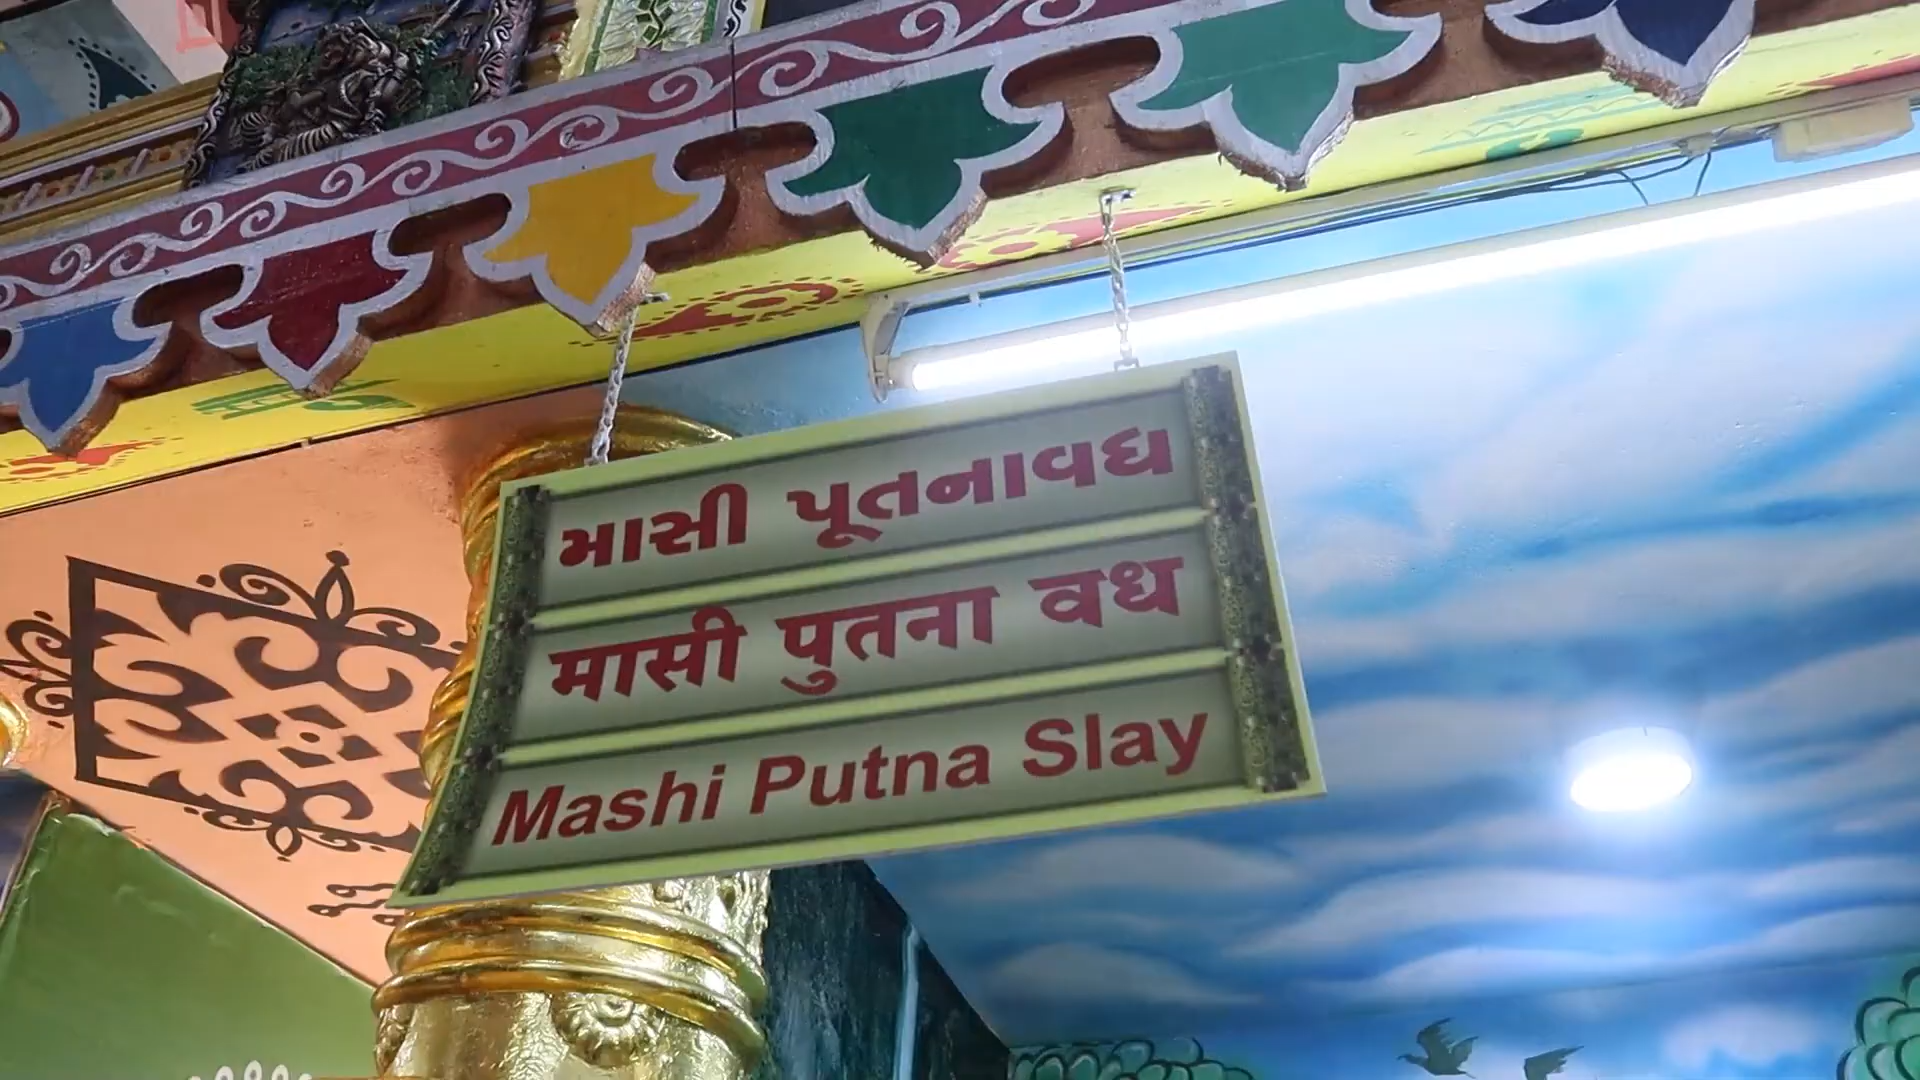 માસી પૂતનાવધ
मासी पुतना वध
Mashi Putna Slay